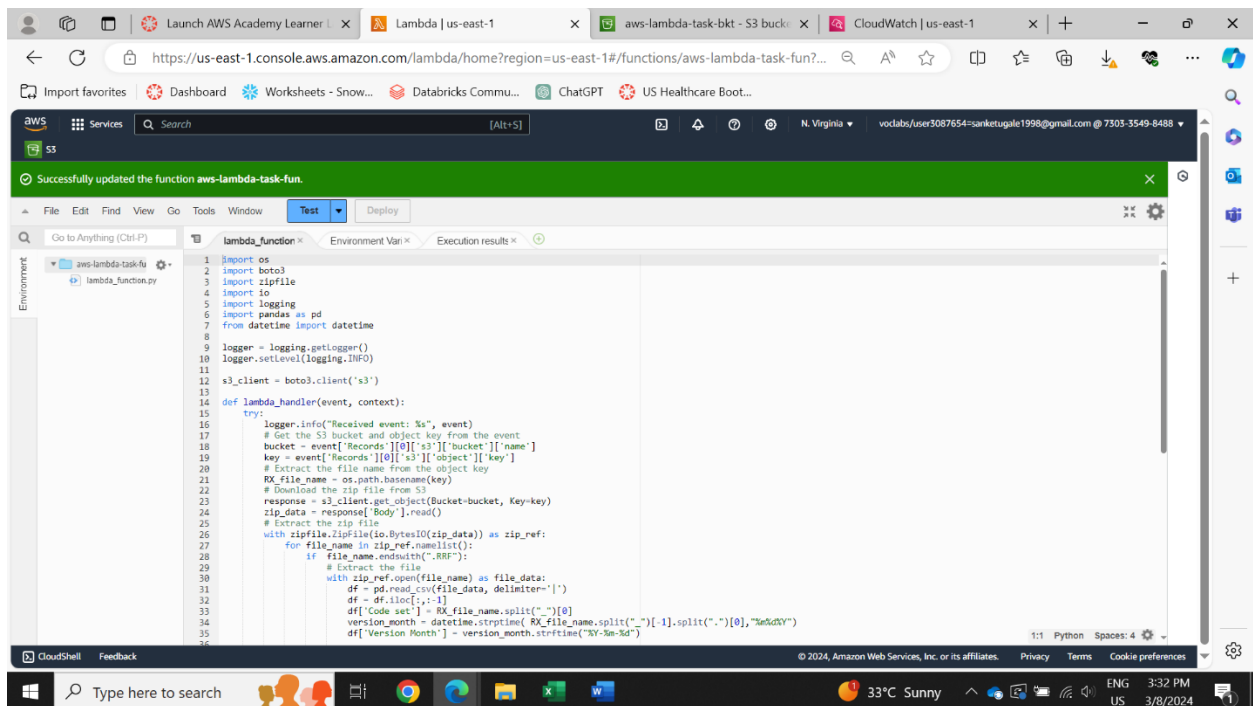 Launch AWS Academy Learner L
Lambda | us-east-1
aws-lambda-task-bkt - S3 bucke
CloudWatch | us-east-1
https://us-east-1.console.aws.amazon.com/lambda/home?region=us-east-1#/functions/aws-lambda-task-fun?...
Import favorites
Dashboard
Worksheets - Snow...
Databricks Commu...
ChatGPT
US Healthcare Boot...
aws
Services
Search
[Alt+S]
N. Virginia
voclabs/user3087654=sanketugale1998@gmail.com @ 7303-3549-8488
S3
Successfully updated the function aws-lambda-task-fun.
File Edit Find View Go Tools Window Test Deploy
Go to Anything (Ctrl-P)
lambda_function
Environment Vari
Execution results
Environment
aws-lambda-task-fu
lambda_function.py
1 import os
2 import boto3
3 import zipfile
4 import io
5 import logging
6 import pandas as pd
7 from datetime import datetime
8
9 logger = logging.getLogger()
10 logger.setLevel(logging.INFO)
11
12 s3_client = boto3.client('s3')
13
14 def lambda_handler(event, context):
15 try:
16 logger.info("Received event: %s", event)
17 # Get the S3 bucket and object key from the event
18 bucket = event['Records'][0]['s3']['bucket']['name']
19 key = event['Records'][0]['s3']['object']['key']
20 # Extract the file name from the object key
21 RX_file_name = os.path.basename(key)
22 # Download the zip file from S3
23 response = s3_client.get_object(Bucket=bucket, Key=key)
24 zip_data = response['Body'].read()
25 # Extract the zip file
26 with zipfile.ZipFile(io.BytesIO(zip_data)) as zip_ref:
27 for file_name in zip_ref.namelist():
28 if file_name.endswith(".RRF"):
29 # Extract the file
30 with zip_ref.open(file_name) as file_data:
31 df = pd.read_csv(file_data, delimiter='|')
32 df = df.iloc[:,:-1]
33 df['Code set'] = RX_file_name.split("_")[0]
34 version_month = datetime.strptime( RX_file_name.split("_")[-1].split(".")[0],"%m%d%Y")
35 df['Version Month'] = version_month.strftime("%Y-%m-%d")
36
1:1 Python Spaces: 4
CloudShell
Feedback
© 2024, Amazon Web Services, Inc. or its affiliates.
Privacy
Terms
Cookie preferences
Type here to search
33°C Sunny
ENG
US
3:32 PM
3/8/2024